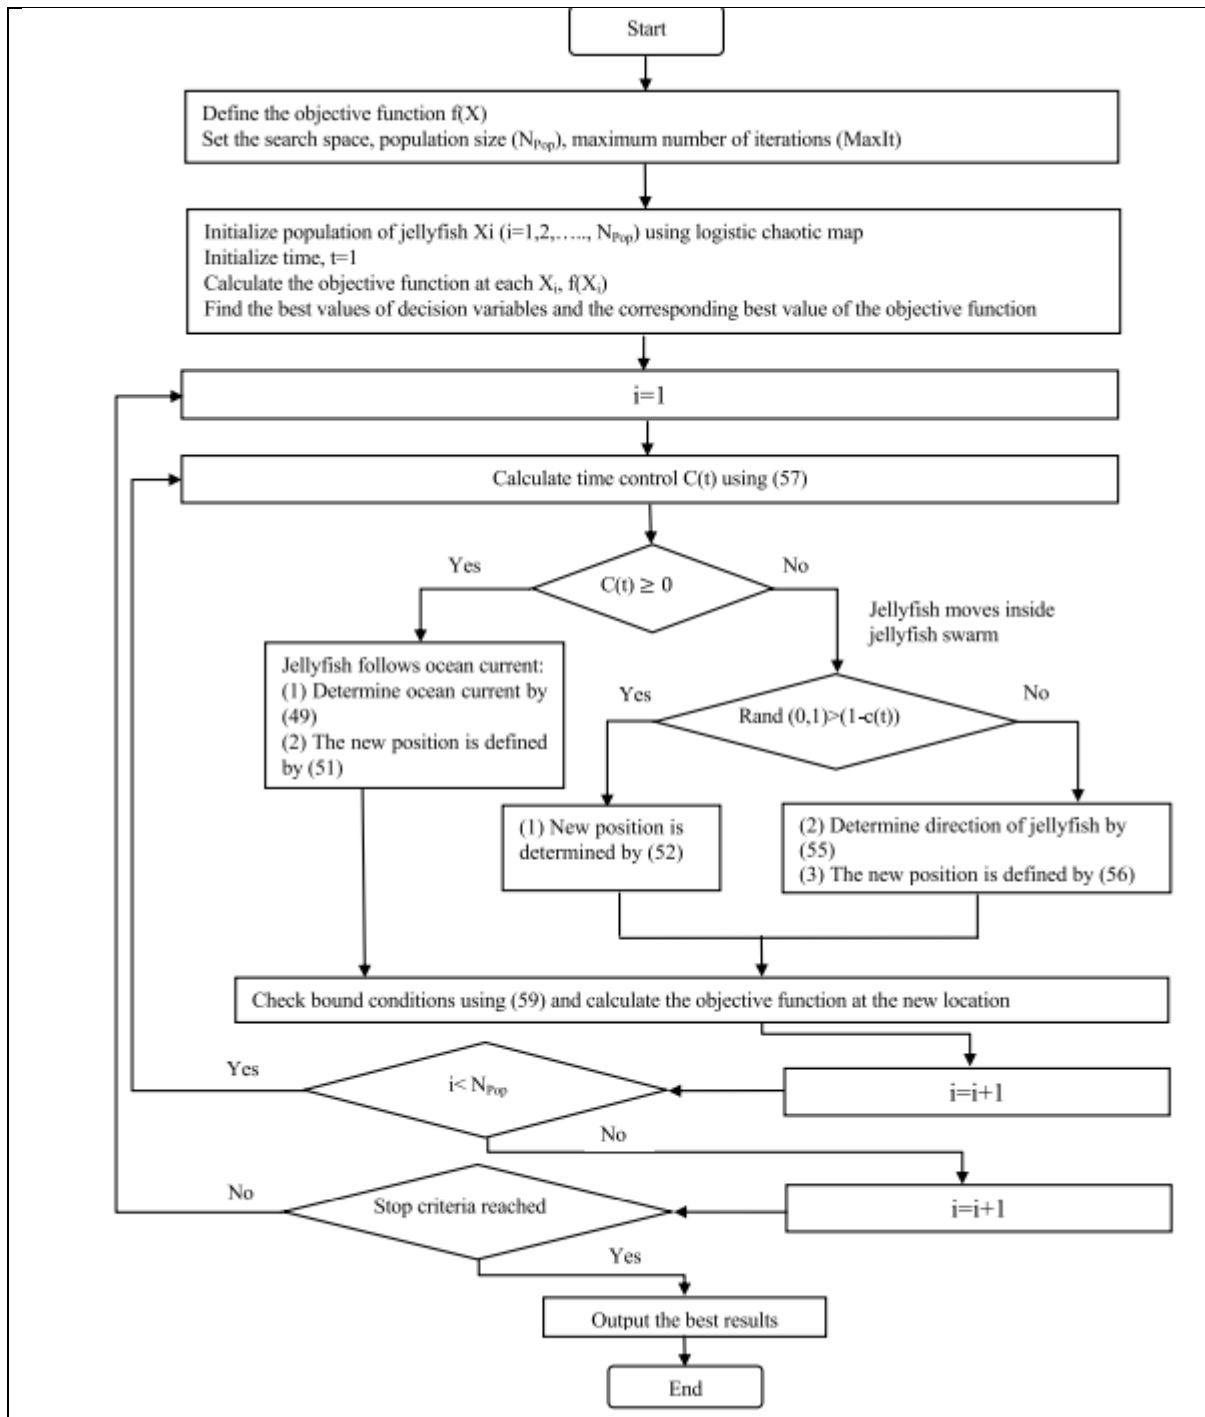 Start
Define the objective function f(X)
Set the search space, population size (N_Pop), maximum number of iterations (MaxIt)
Initialize population of jellyfish Xi (i=1,2,….., N_Pop) using logistic chaotic map
Initialize time, t=1
Calculate the objective function at each X_i, f(X_i)
Find the best values of decision variables and the corresponding best value of the objective function
i=1
Calculate time control C(t) using (57)
Yes
No
C(t) ≥ 0
Jellyfish moves inside
jellyfish swarm
Jellyfish follows ocean current:
(1) Determine ocean current by
(49)
(2) The new position is defined
by (51)
Yes
No
Rand (0,1)>(1-c(t))
(1) New position is
determined by (52)
(2) Determine direction of jellyfish by
(55)
(3) The new position is defined by (56)
Check bound conditions using (59) and calculate the objective function at the new location
Yes
i< N_Pop
i=i+1
No
No
Stop criteria reached
i=i+1
Yes
Output the best results
End